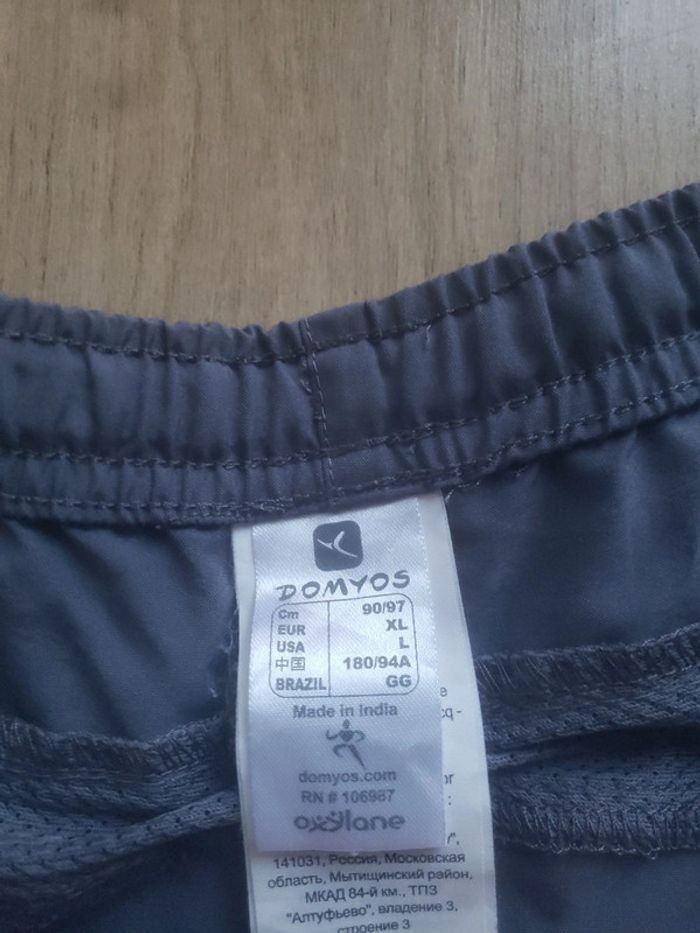 DOMYOS
Cm 90/97
EUR XL
USA L
中国 180/94A
BRAZIL GG
Made in India
domyos.com
RN # 106987
oxylane
141031, Россия, Московская
область, Мытищинский район,
МКАД 84-й км., ТПЗ
"Алтуфьево", владение 3,
строение 3